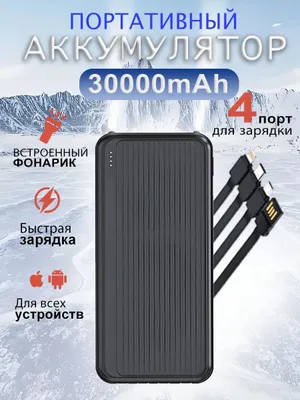 ПОРТАТИВНЫЙ
АККУМУЛЯТОР
30000mAh
4 порт
для зарядки
ВСТРОЕННЫЙ
ФОНАРИК
Быстрая
зарядка
Для всех
устройств